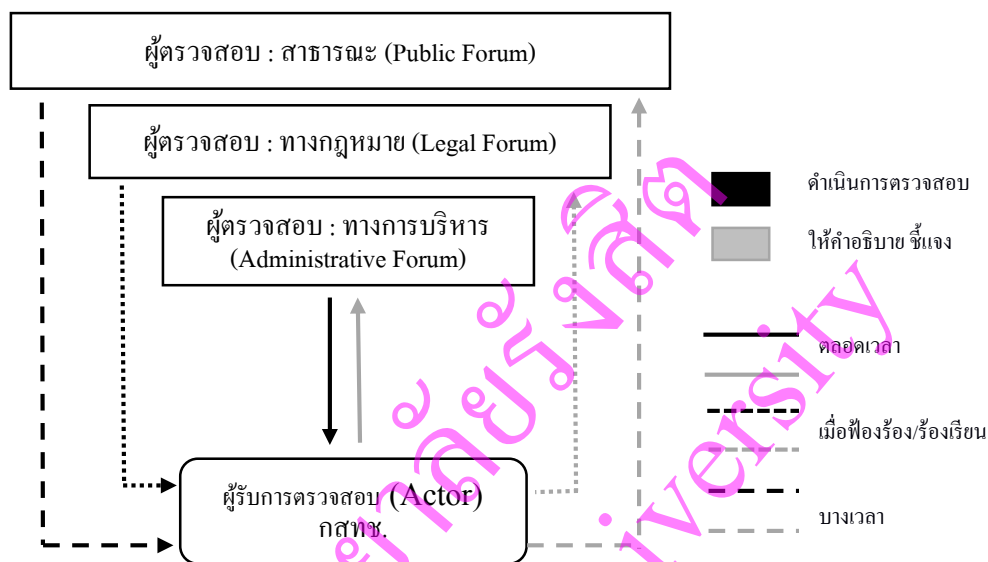 ผู้ตรวจสอบ : สาธารณะ (Public Forum)
ผู้ตรวจสอบ : ทางกฎหมาย (Legal Forum)
ผู้ตรวจสอบ : ทางการบริหาร
(Administrative Forum)
ผู้รับการตรวจสอบ (Actor)
กสทช.
ดำเนินการตรวจสอบ
ให้คำอธิบาย ชี้แจง
ตลอดเวลา
เมื่อฟ้องร้อง/ร้องเรียน
บางเวลา